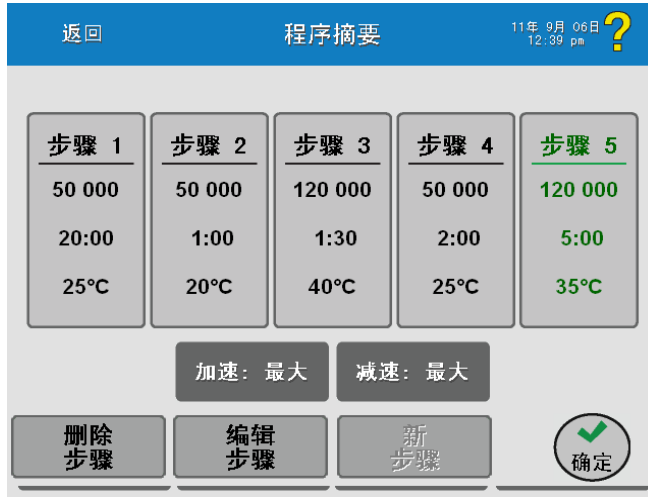 返回
程序摘要
11年 9月 06日
12:39 pm
?
步骤 1
50 000
20:00
25°C
步骤 2
50 000
1:00
20°C
步骤 3
120 000
1:30
40°C
步骤 4
50 000
2:00
25°C
步骤 5
120 000
5:00
35°C
加速: 最大
减速: 最大
删除
步骤
编辑
步骤
新
步骤
确定